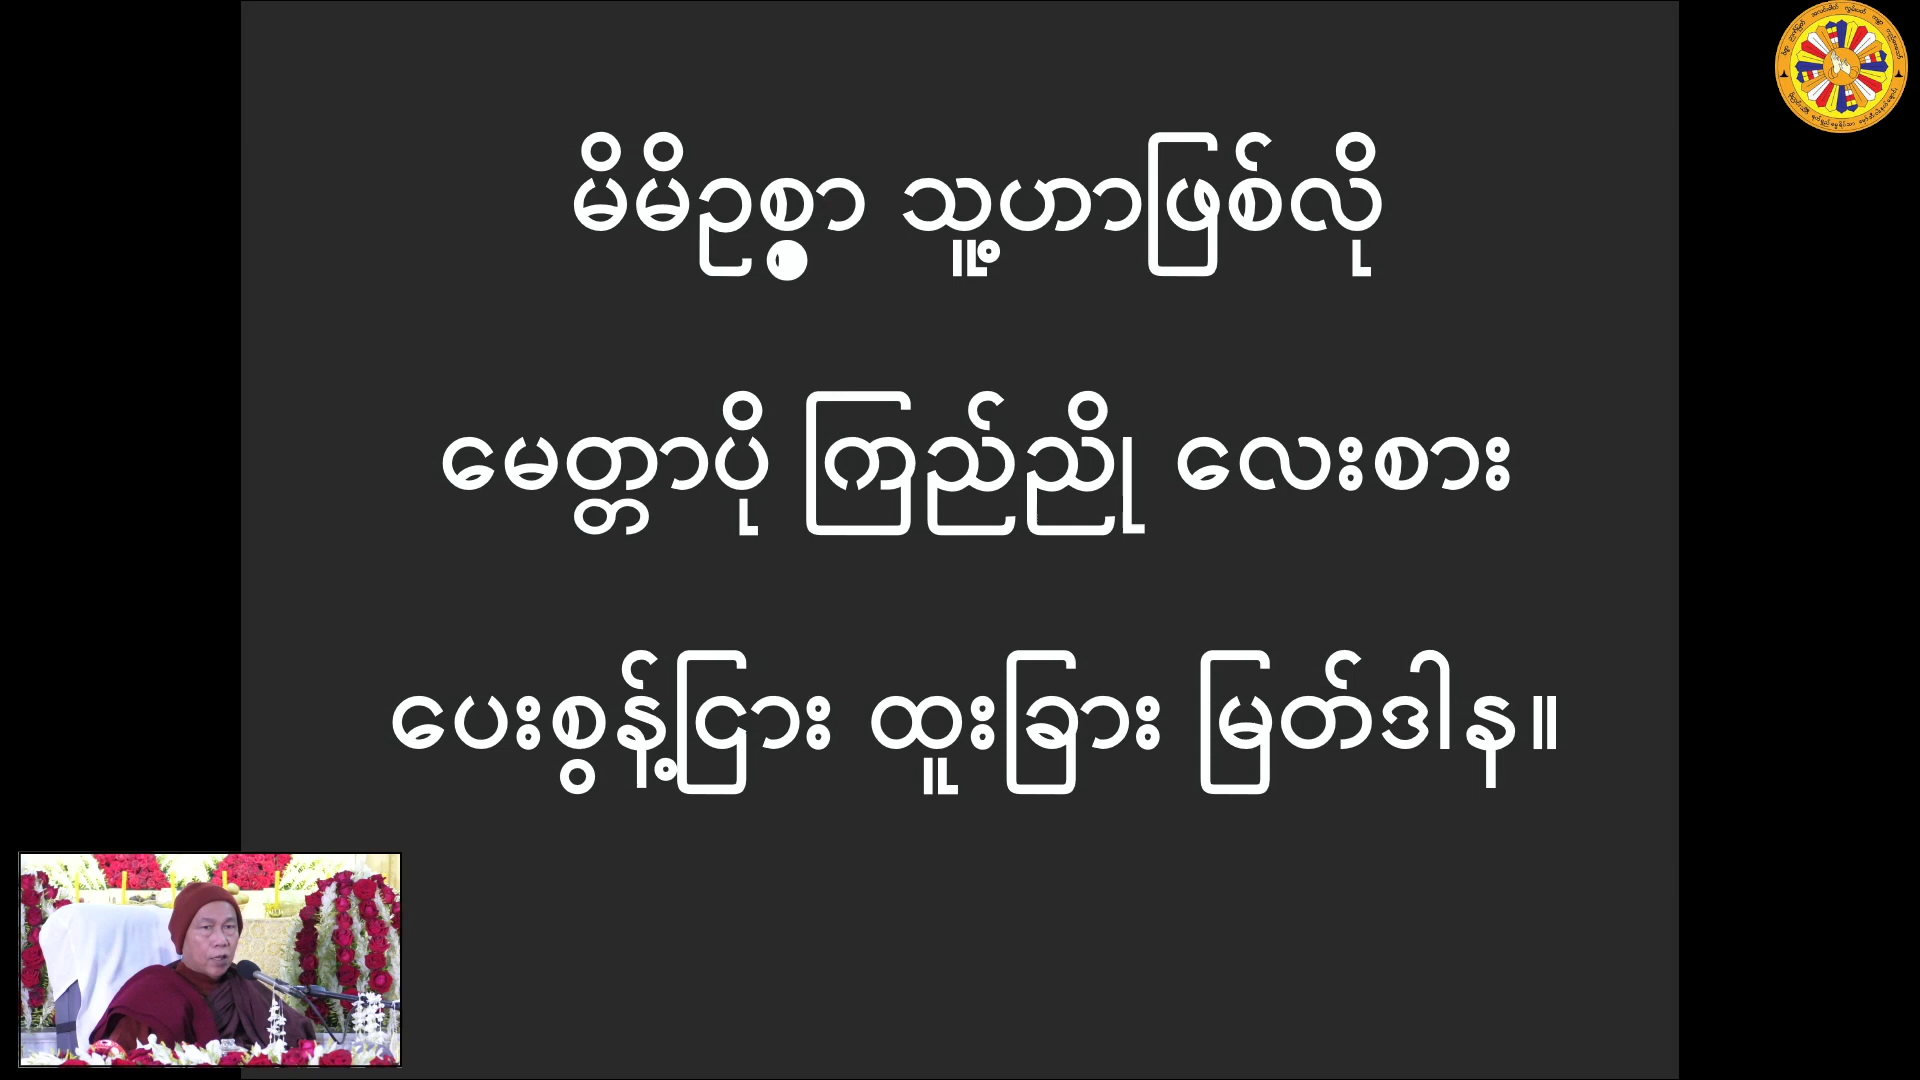 မိမိဥစ္စာ သူ့ဟာဖြစ်လို
မေတ္တာပို ကြည်ညို လေးစား
ပေးစွန့်ငြား ထူးခြား မြတ်ဒါန။